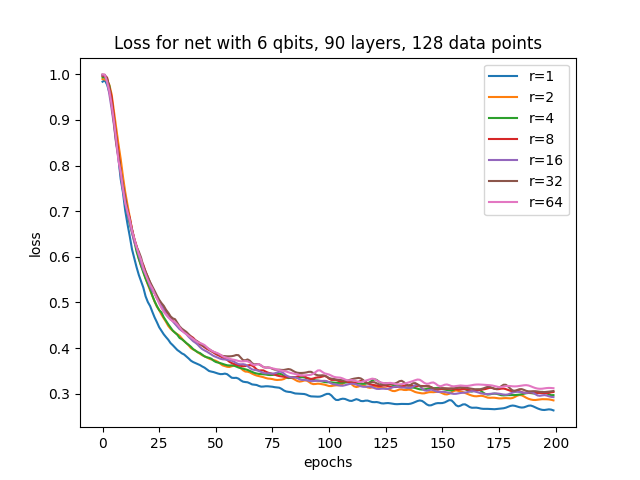 Loss for net with 6 qbits, 90 layers, 128 data points
1.0
0.9
0.8
0.7
0.6
0.5
0.4
0.3
loss
r=1
r=2
r=4
r=8
r=16
r=32
r=64
0 25 50 75 100 125 150 175 200
epochs